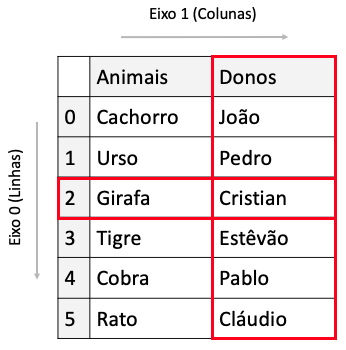 Eixo 1 (Colunas)
Eixo 0 (Linhas)
Animais Donos
0 Cachorro João
1 Urso Pedro
2 Girafa Cristian
3 Tigre Estêvão
4 Cobra Pablo
5 Rato Cláudio